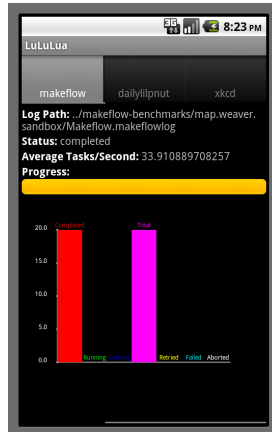 3G 8:23 PM
LuLuLua
makeflow dailylilpnut xkcd
Log Path: ../makeflow-benchmarks/map.weaver.
sandbox/Makeflow.makeflowlog
Status: completed
Average Tasks/Second: 33.910889708257
Progress:
Completed Total
20.0
15.0
10.0
5.0
0.0
Running Waiting Retried Failed Aborted